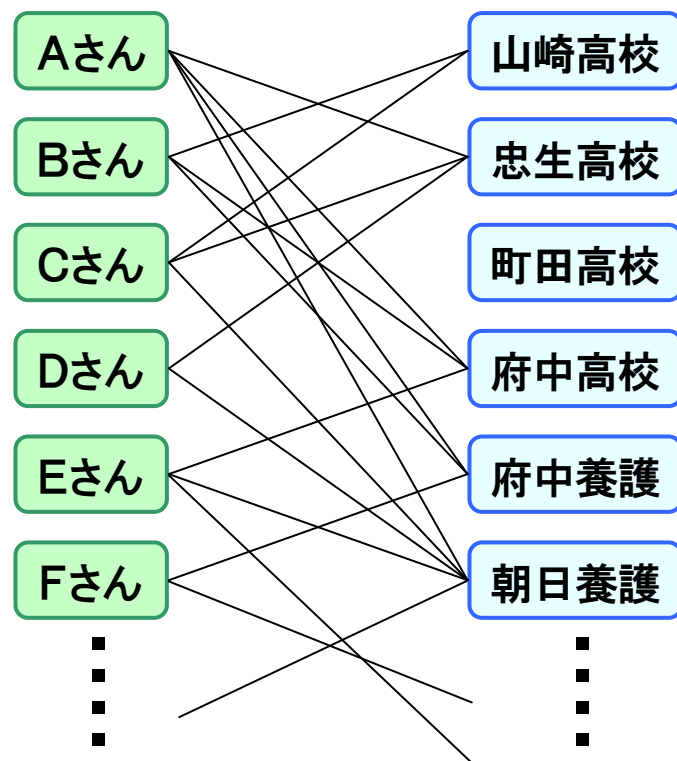 Aさん
山崎高校
Bさん
忠生高校
Cさん
町田高校
Dさん
府中高校
Eさん
府中養護
Fさん
朝日養護